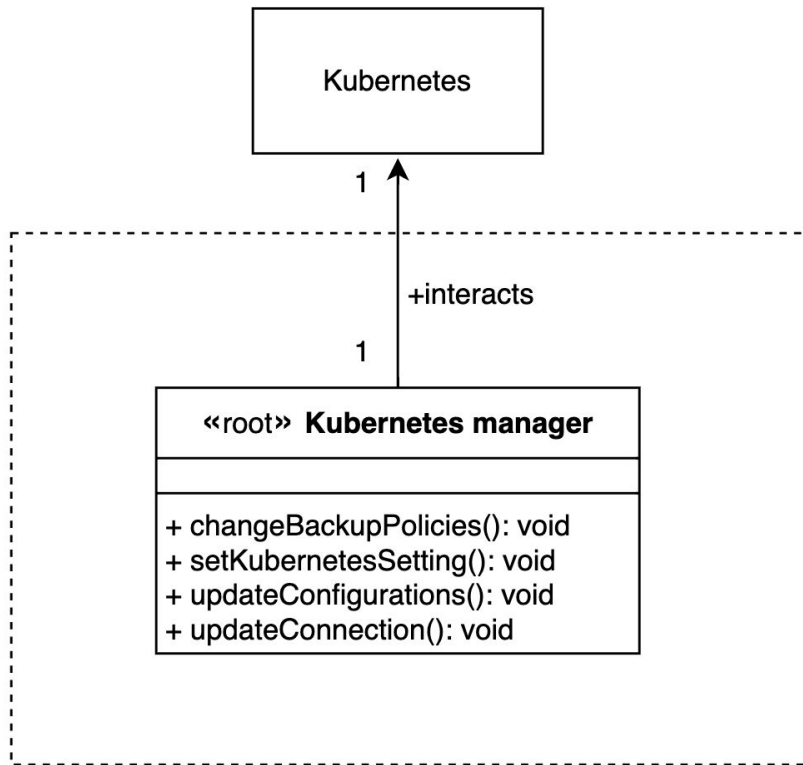 Kubernetes
1
+interacts
1
«root» Kubernetes manager
+ changeBackupPolicies(): void
+ setKubernetesSetting(): void
+ updateConfigurations(): void
+ updateConnection(): void